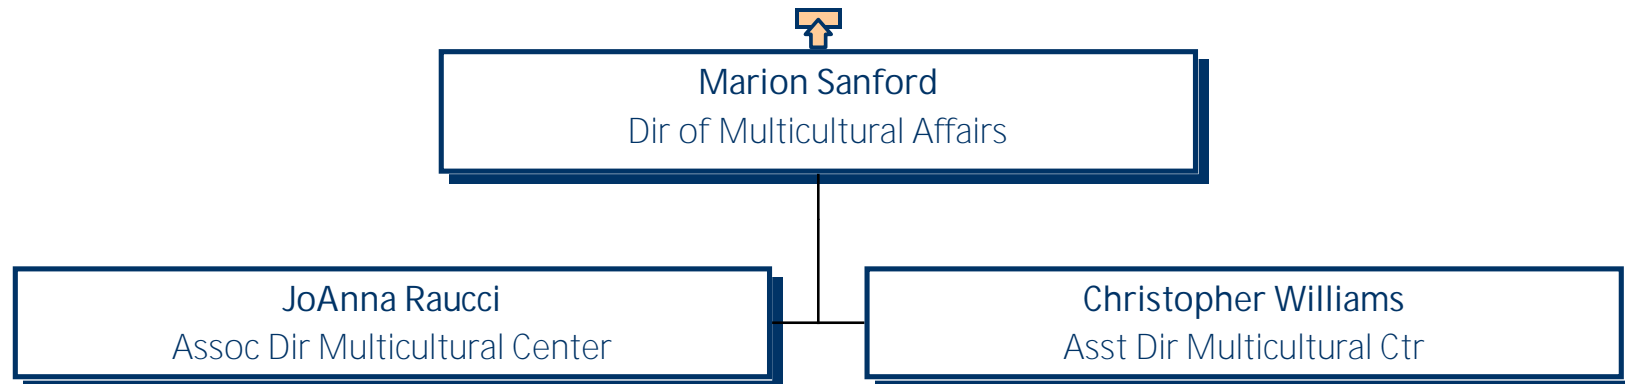 Marion Sanford
Dir of Multicultural Affairs
JoAnna Raucci
Assoc Dir Multicultural Center
Christopher Williams
Asst Dir Multicultural Ctr